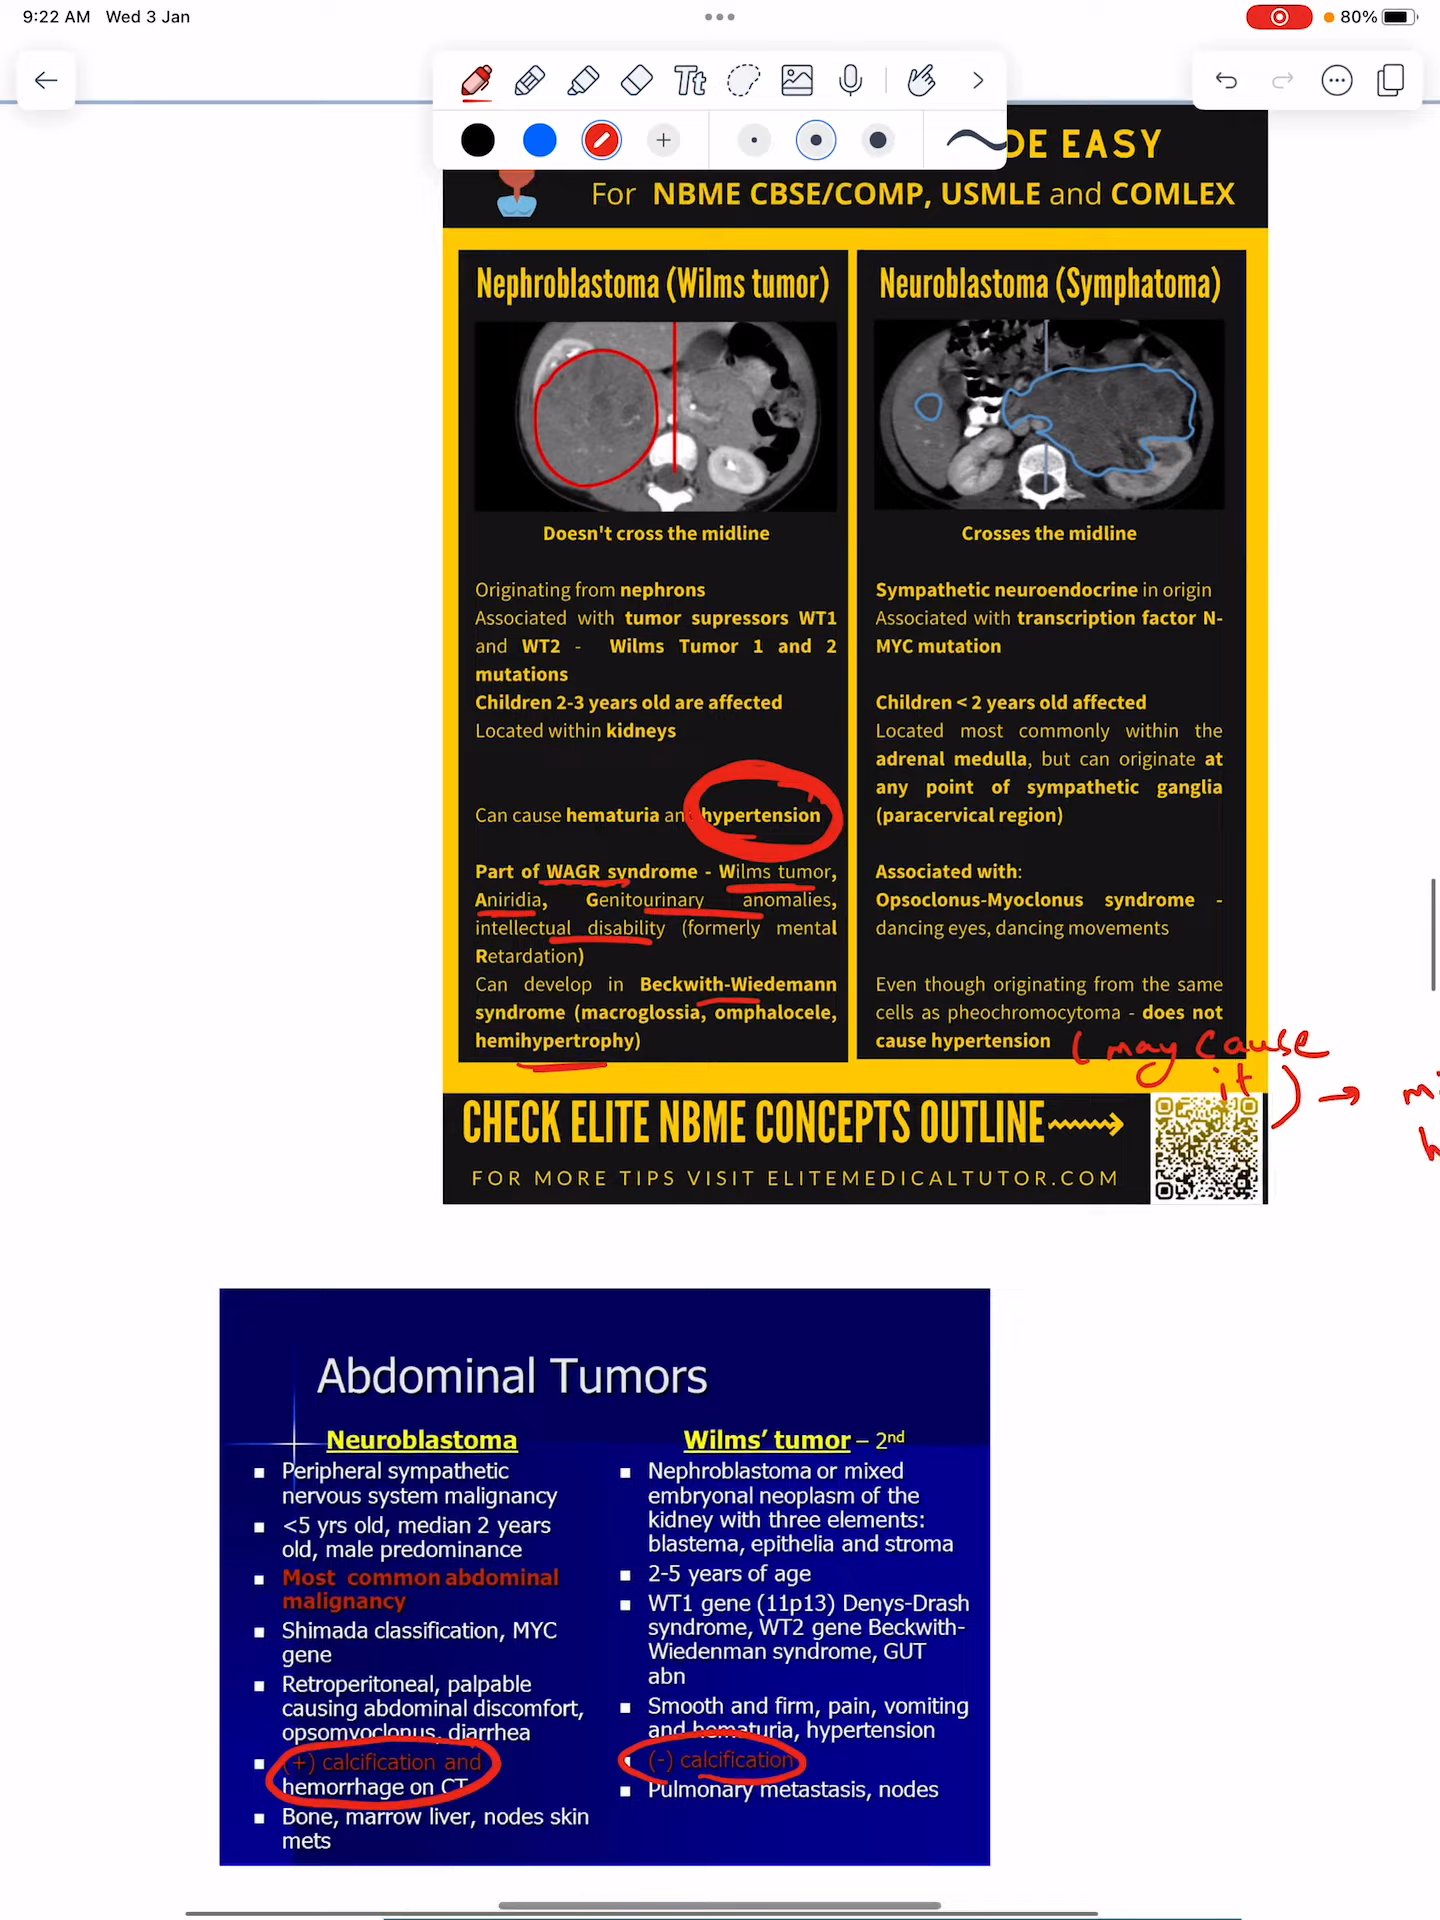 9:22 AM Wed 3 Jan
80%
Tt
DE EASY
For NBME CBSE/COMP, USMLE and COMLEX
Nephroblastoma (Wilms tumor)
Doesn't cross the midline
Originating from nephrons
Associated with tumor supressors WT1
and WT2 - Wilms Tumor 1 and 2
mutations
Children 2-3 years old are affected
Located within kidneys
Can cause hematuria and hypertension
Part of WAGR syndrome - Wilms tumor,
Aniridia, Genitourinary anomalies,
intellectual disability (formerly mental
Retardation)
Can develop in Beckwith-Wiedemann
syndrome (macroglossia, omphalocele,
hemihypertrophy)
Neuroblastoma (Symphatoma)
Crosses the midline
Sympathetic neuroendocrine in origin
Associated with transcription factor N-
MYC mutation
Children < 2 years old affected
Located most commonly within the
adrenal medulla, but can originate at
any point of sympathetic ganglia
(paracervical region)
Associated with:
Opsoclonus-Myoclonus syndrome -
dancing eyes, dancing movements
Even though originating from the same
cells as pheochromocytoma - does not
cause hypertension
(may cause
it) →
CHECK ELITE NBME CONCEPTS OUTLINE
FOR MORE TIPS VISIT ELITEMEDICALTUTOR.COM
Abdominal Tumors
Neuroblastoma
Peripheral sympathetic
nervous system malignancy
<5 yrs old, median 2 years
old, male predominance
Most common abdominal
malignancy
Shimada classification, MYC
gene
Retroperitoneal, palpable
causing abdominal discomfort,
opsomyoclonus, diarrhea
(+) calcification and
hemorrhage on CT
Bone, marrow liver, nodes skin
mets
Wilms' tumor – 2nd
Nephroblastoma or mixed
embryonal neoplasm of the
kidney with three elements:
blastema, epithelia and stroma
2-5 years of age
WT1 gene (11p13) Denys-Drash
syndrome, WT2 gene Beckwith-
Wiedenman syndrome, GUT
abn
Smooth and firm, pain, vomiting
and hematuria, hypertension
(-) calcification
Pulmonary metastasis, nodes